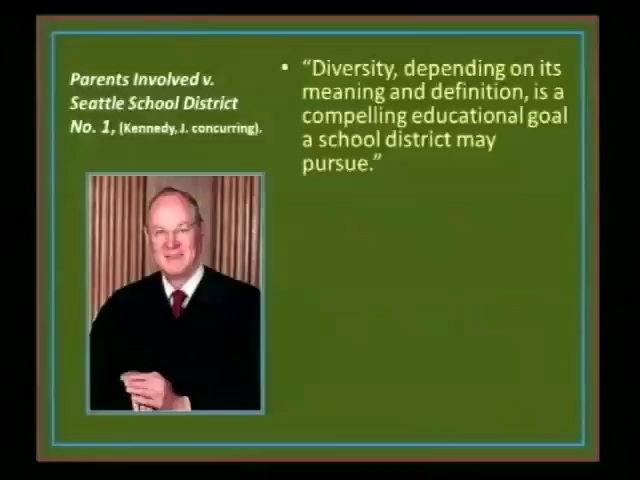 Parents Involved v.
Seattle School District
No. 1, (Kennedy, J. concurring).
• “Diversity, depending on its
meaning and definition, is a
compelling educational goal
a school district may
pursue.”